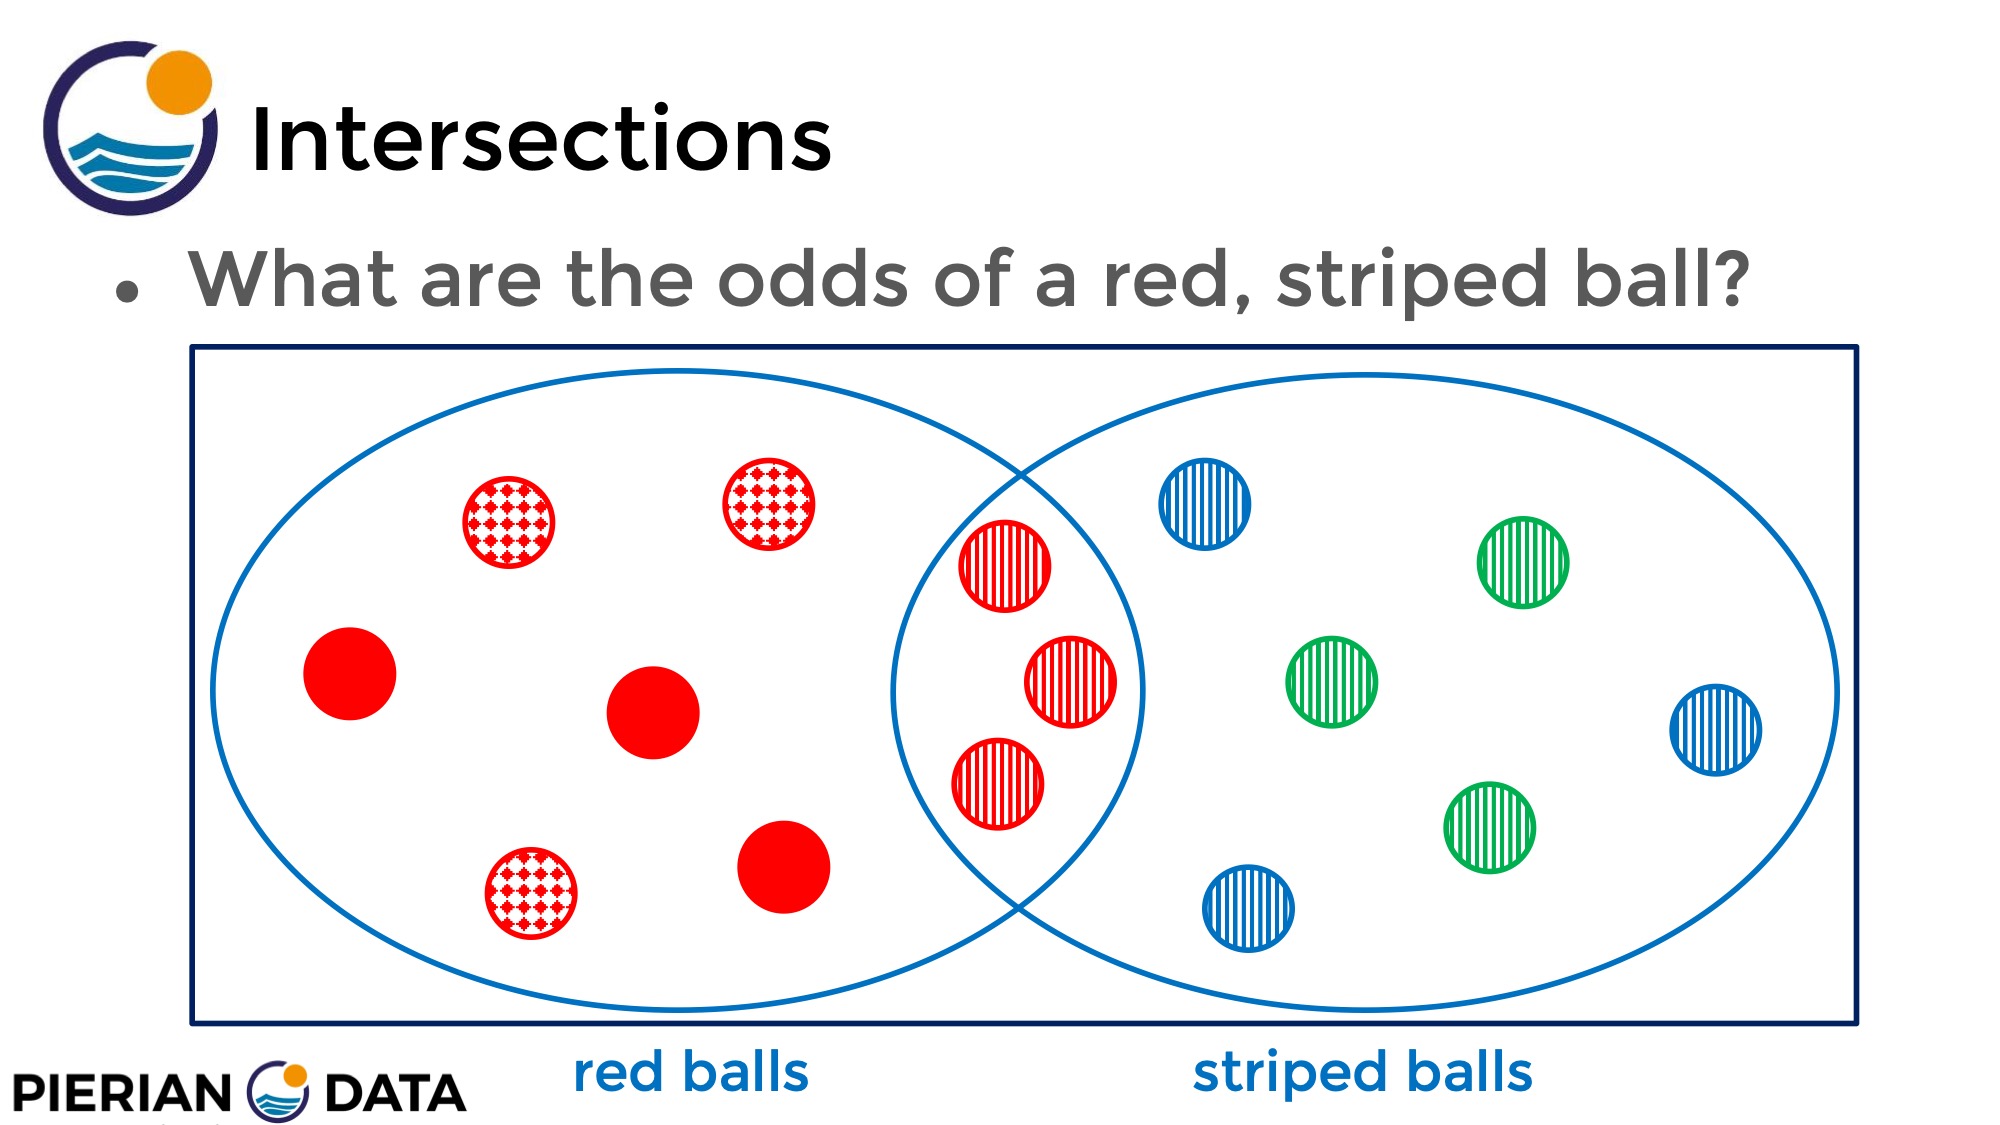 Intersections
• What are the odds of a red, striped ball?
red balls
striped balls
PIERIAN DATA